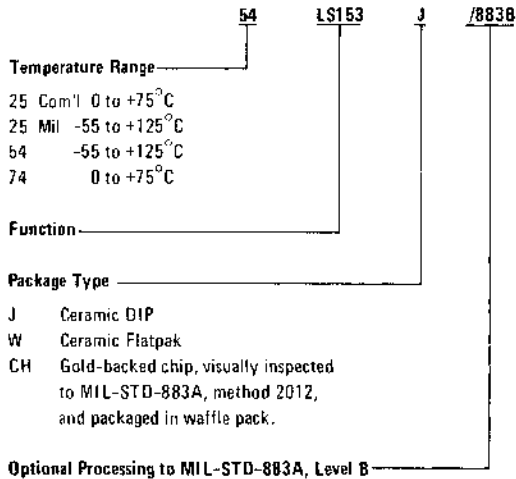 54 LS153 J /883B
Temperature Range
25 Com'l 0 to +75°C
25 Mil -55 to +125°C
54 -55 to +125°C
74 0 to +75°C
Function
Package Type
J Ceramic DIP
W Ceramic Flatpak
CH Gold-backed chip, visually inspected
to MIL-STD-883A, method 2012,
and packaged in waffle pack.
Optional Processing to MIL-STD-883A, Level B